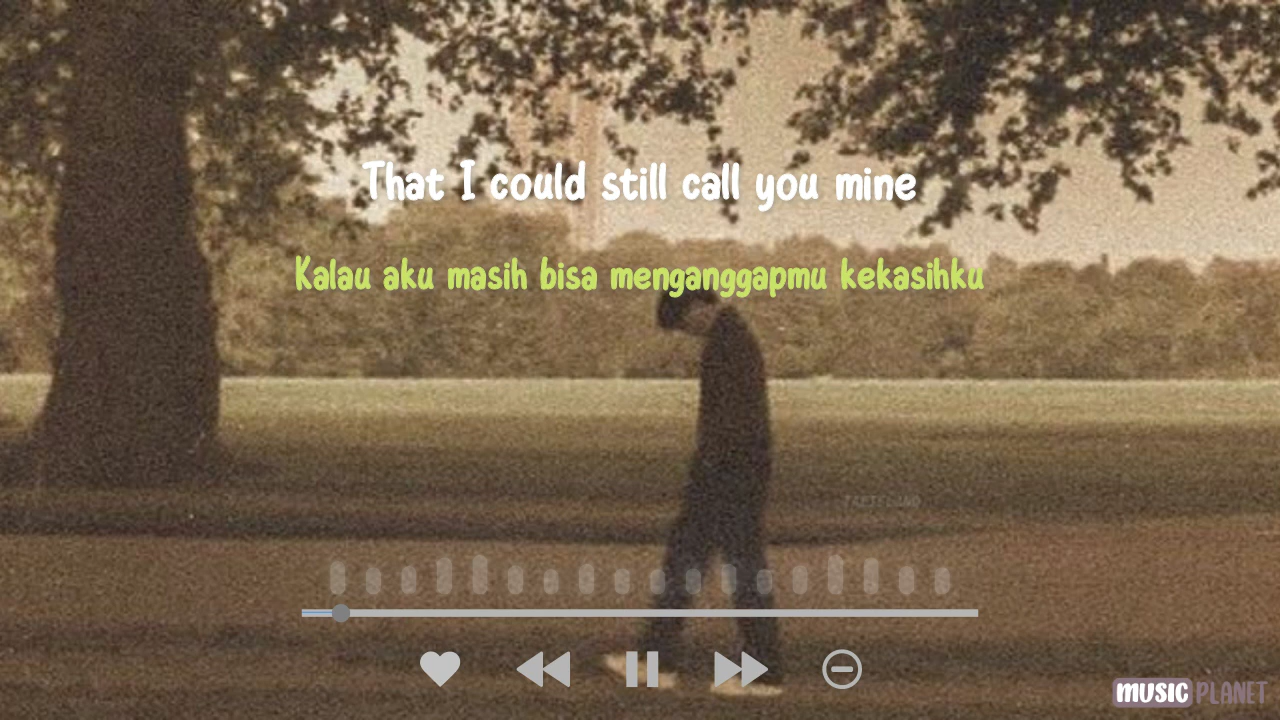 That I could still call you mine
Kalau aku masih bisa menganggapmu kekasihku
MUSIC PLANET